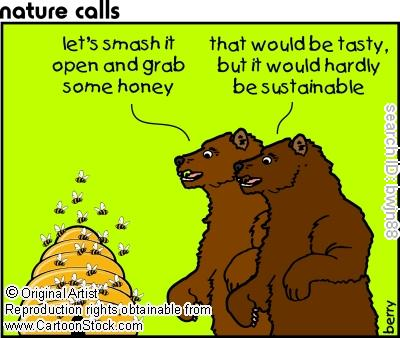 nature calls
let's smash it
open and grab
some honey
that would be tasty,
but it would hardly
be sustainable
search ID: bwjn88
berry
© Original Artist
Reproduction rights obtainable from
www.CartoonStock.com